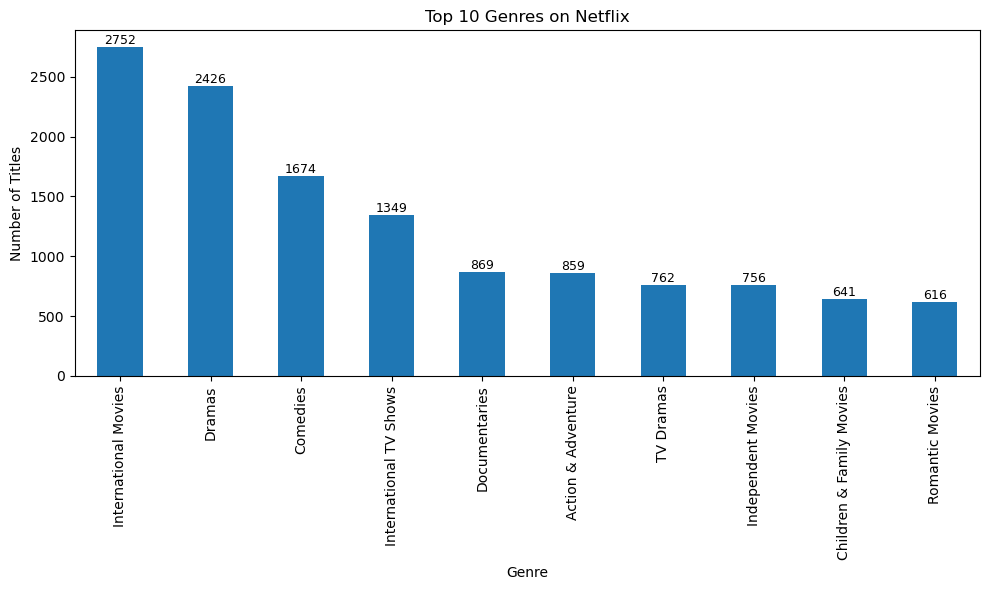 Top 10 Genres on Netflix
Number of Titles
2500
2000
1500
1000
500
0
2752
2426
1674
1349
869
859
762
756
641
616
International Movies
Dramas
Comedies
International TV Shows
Documentaries
Action & Adventure
TV Dramas
Independent Movies
Children & Family Movies
Romantic Movies
Genre